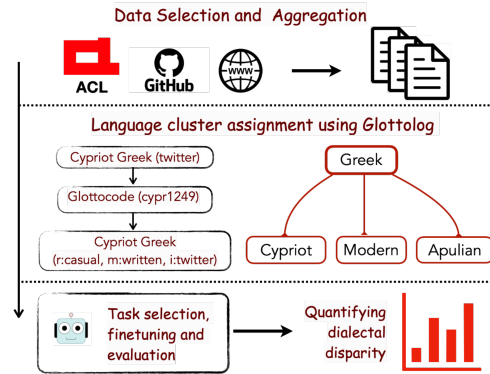 Data Selection and Aggregation
ACL
GitHub
WWW
Language cluster assignment using Glottolog
Cypriot Greek (twitter)
Glottocode (cypr1249)
Cypriot Greek
(r:casual, m:written, i:twitter)
Greek
Cypriot
Modern
Apulian
Task selection,
finetuning and
evaluation
Quantifying
dialectal
disparity